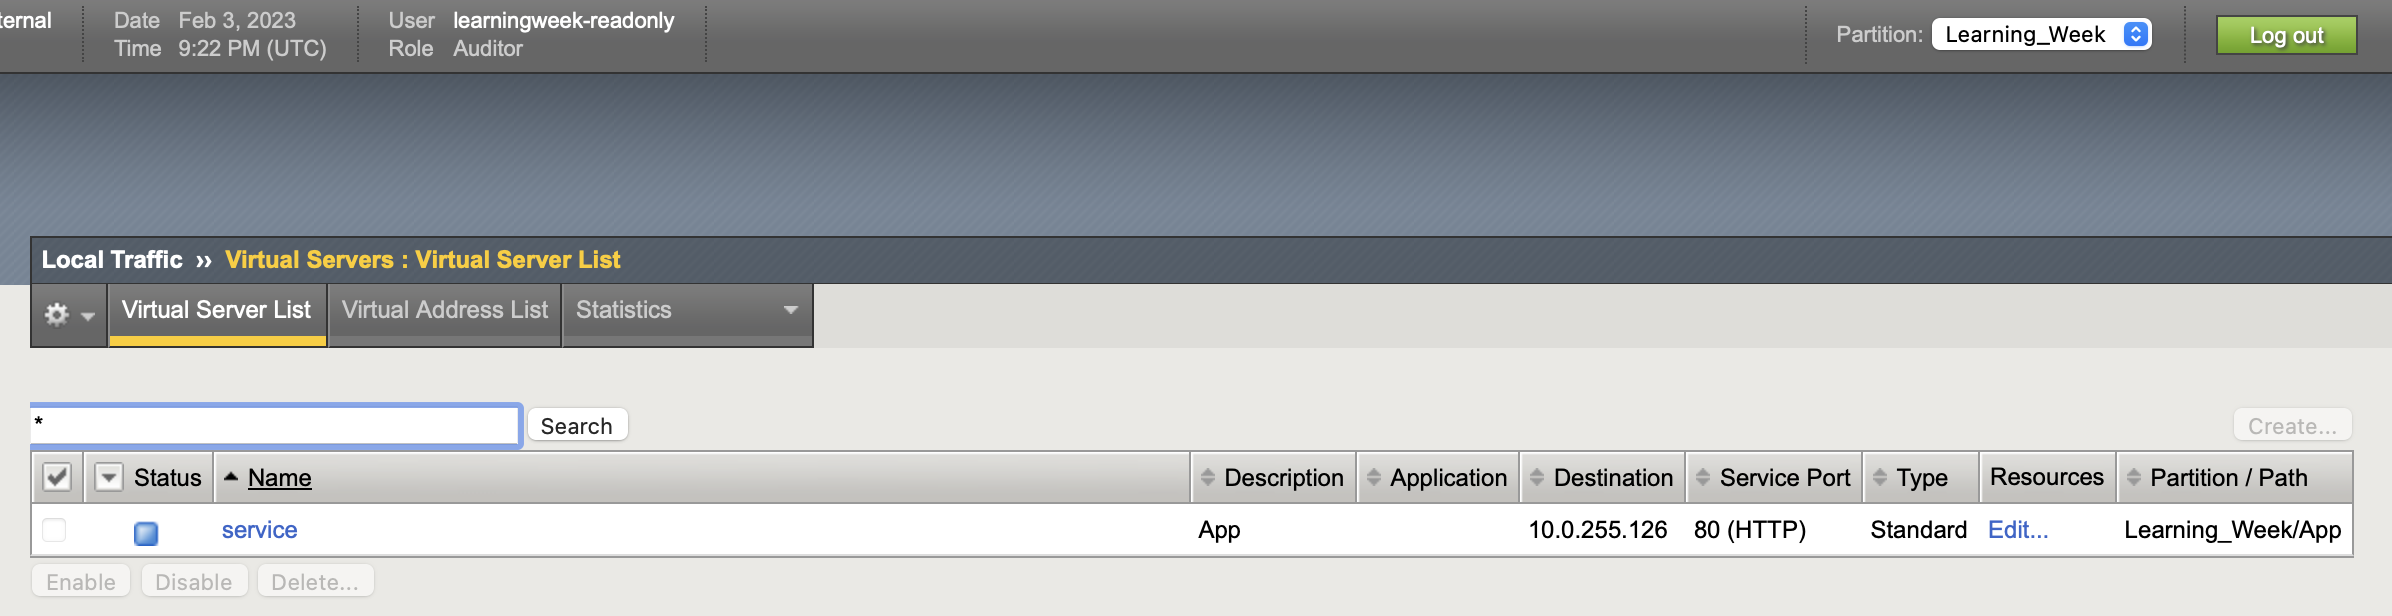 ternal
Date Feb 3, 2023
Time 9:22 PM (UTC)
User learningweek-readonly
Role Auditor
Partition: Learning_Week
Log out
Local Traffic ›› Virtual Servers : Virtual Server List
Virtual Server List
Virtual Address List
Statistics
*
Search
Create...
Status Name Description Application Destination Service Port Type Resources Partition / Path
service App 10.0.255.126 80 (HTTP) Standard Edit... Learning_Week/App
Enable Disable Delete...